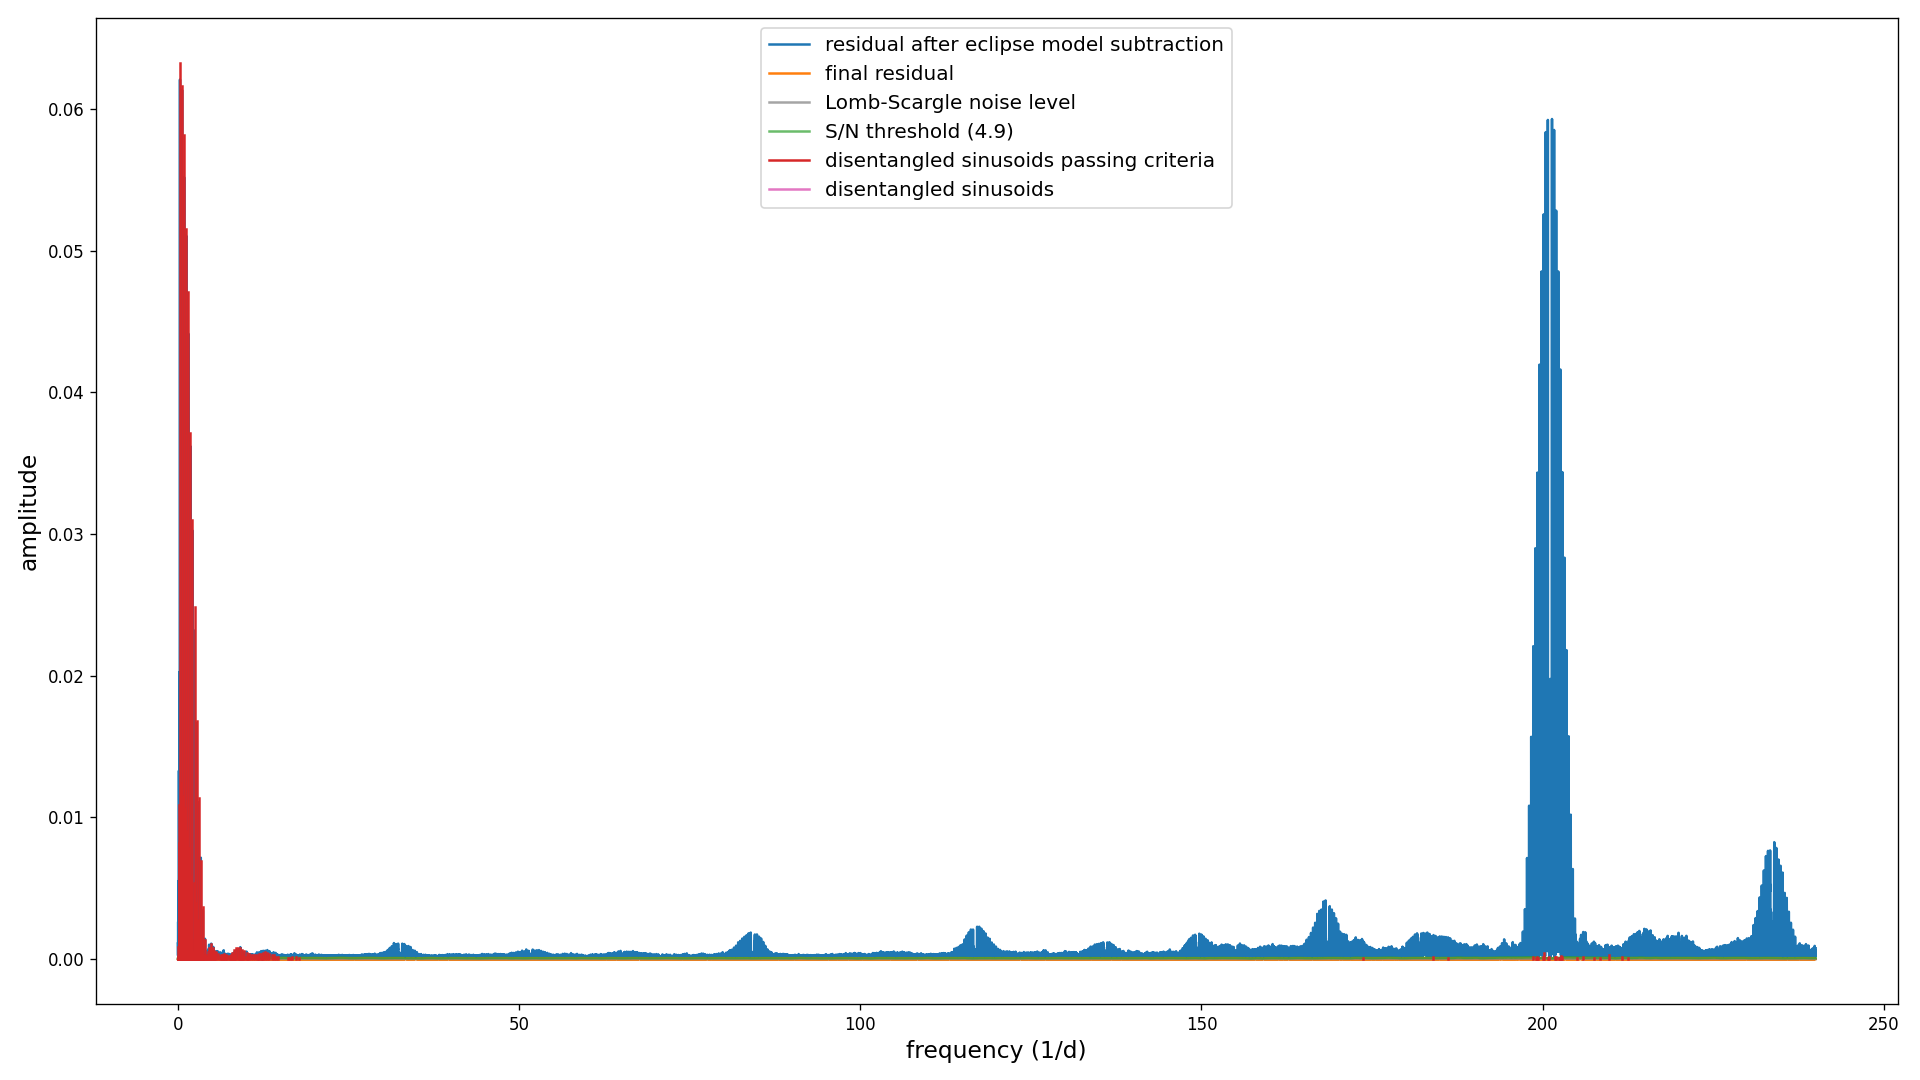 residual after eclipse model subtraction
final residual
Lomb-Scargle noise level
S/N threshold (4.9)
disentangled sinusoids passing criteria
disentangled sinusoids
0.06
0.05
0.04
0.03
0.02
0.01
0.00
amplitude
0 50 100 150 200 250
frequency (1/d)